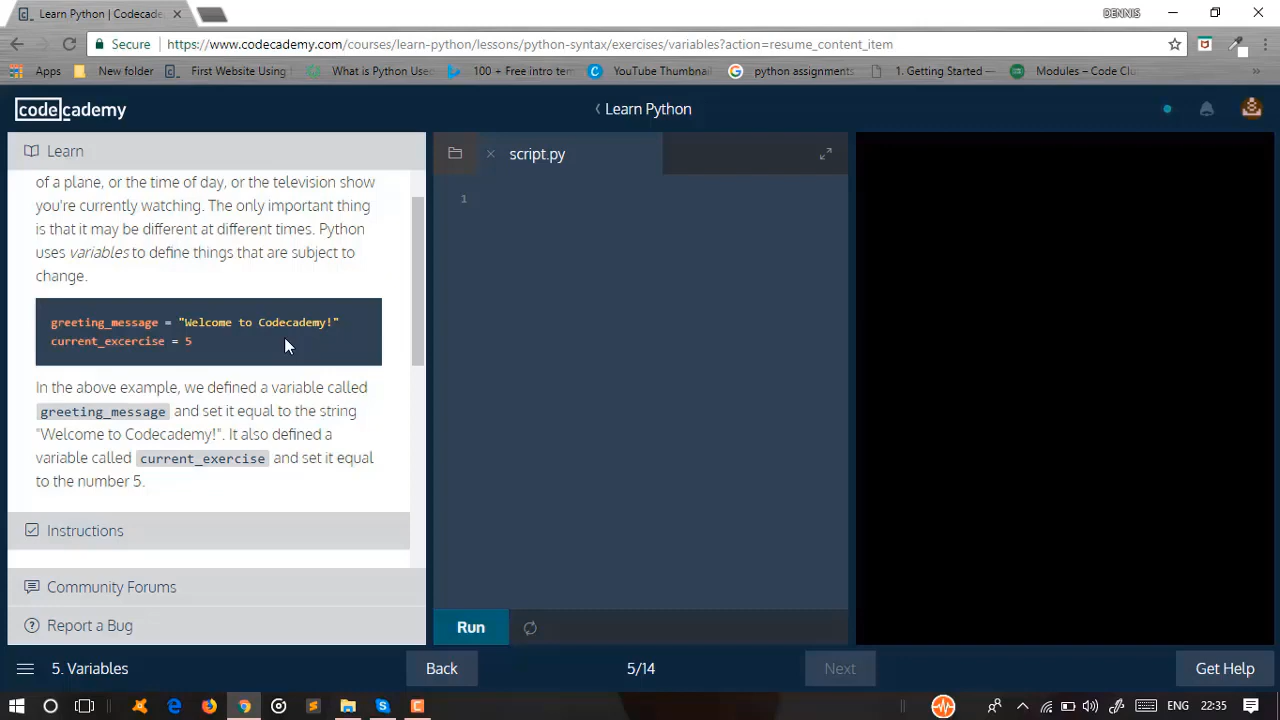 Learn Python | Codecade
DENNIS
Secure
https://www.codecademy.com/courses/learn-python/lessons/python-syntax/exercises/variables?action=resume_content_item
Apps
New folder
First Website Using
What is Python Use
100 + Free intro tem
YouTube Thumbnai
python assignments
1. Getting Started —
Modules – Code Clu
»
codecademy
Learn Python
Learn
of a plane, or the time of day, or the television show
you're currently watching. The only important thing
is that it may be different at different times. Python
uses variables to define things that are subject to
change.
greeting_message = "Welcome to Codecademy!"
current_excercise = 5
In the above example, we defined a variable called
greeting_message and set it equal to the string
"Welcome to Codecademy!". It also defined a
variable called current_exercise and set it equal
to the number 5.
Instructions
Community Forums
Report a Bug
script.py
1
Run
5. Variables
Back
5/14
Next
Get Help
ENG
22:35